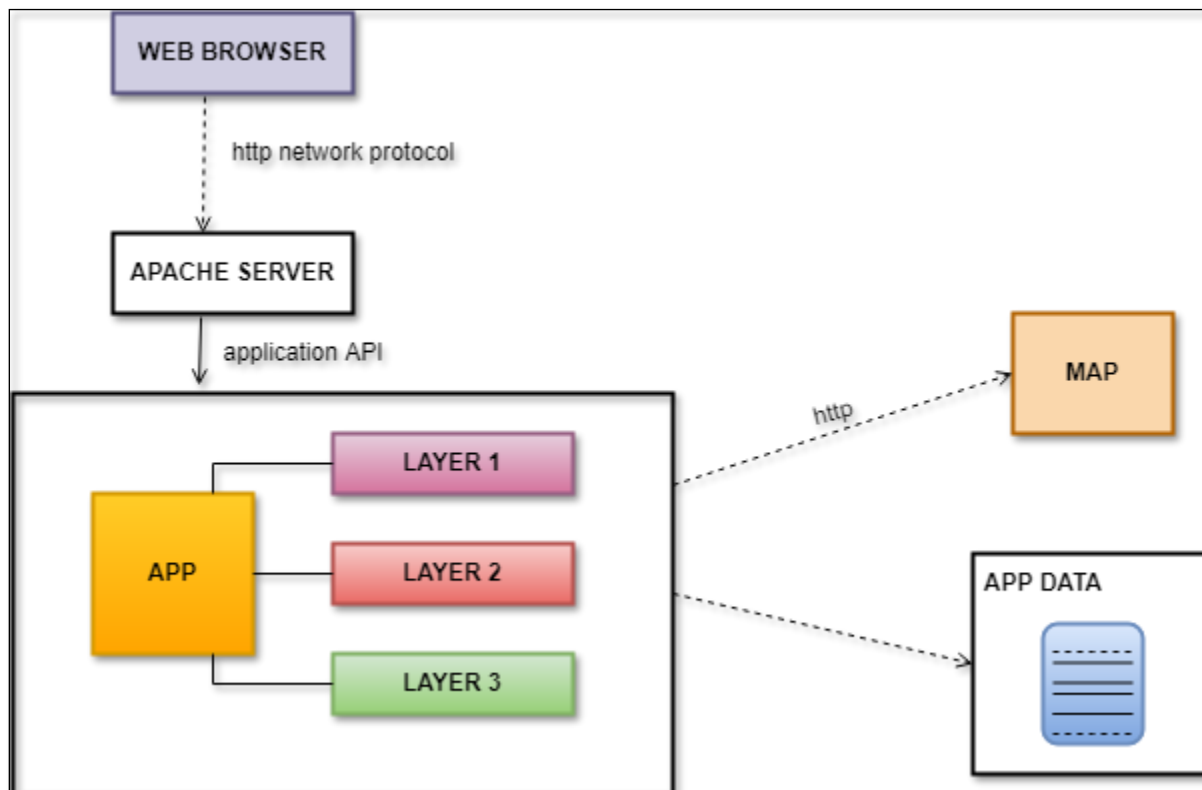 WEB BROWSER
http network protocol
APACHE SERVER
application API
MAP
http
LAYER 1
APP
LAYER 2
APP DATA
LAYER 3